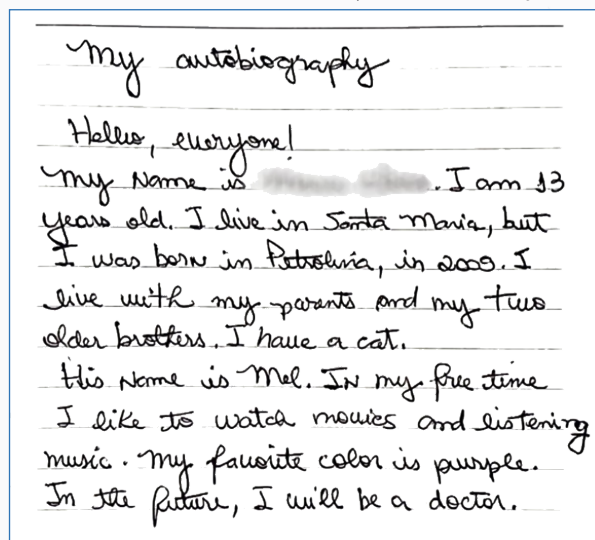 My autobiography
Hello, everyone!
My Name is . I am 13
years old. I live in Santa Maria, but
I was born in Petrolina, in 2009. I
live with my parents and my two
older brothers. I have a cat.
His Name is Mel. IN my free time
I like to watch movies and listening
music. My favorite color is purple.
In the future, I will be a doctor.